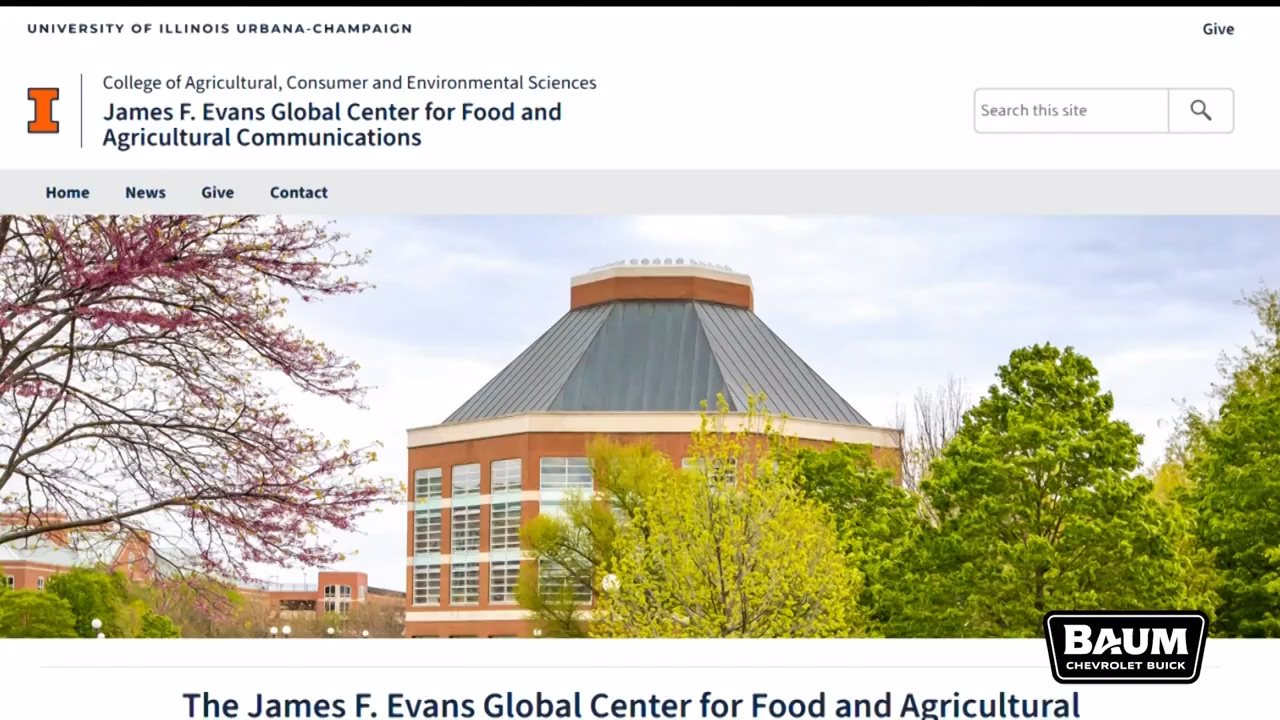 UNIVERSITY OF ILLINOIS URBANA-CHAMPAIGN
Give
College of Agricultural, Consumer and Environmental Sciences
James F. Evans Global Center for Food and
Agricultural Communications
Search this site
Home News Give Contact
BAUM
CHEVROLET BUICK
The James F. Evans Global Center for Food and Agricultural